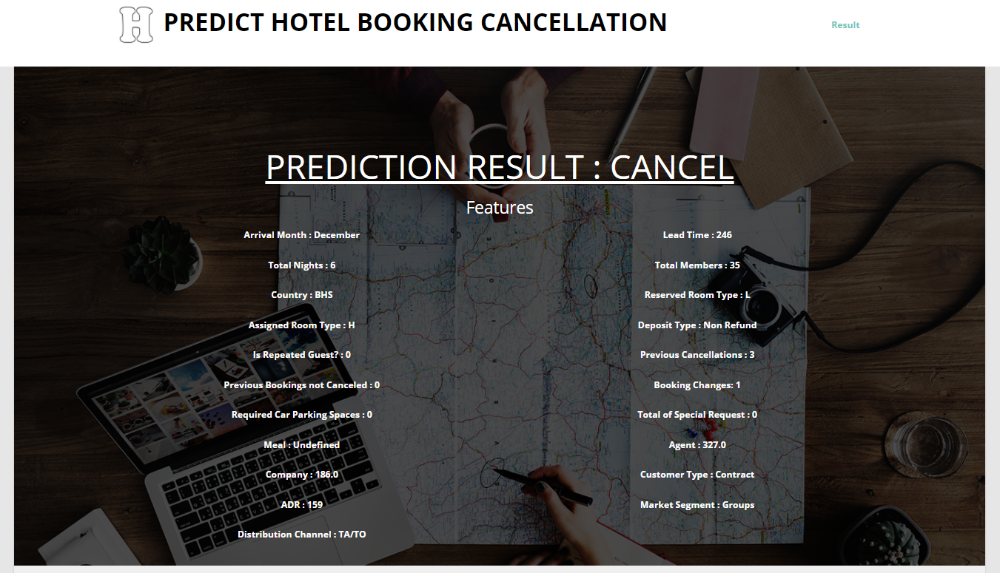 H PREDICT HOTEL BOOKING CANCELLATION
Result
PREDICTION RESULT : CANCEL
Features
Arrival Month : December
Lead Time : 246
Total Nights : 6
Total Members : 35
Country : BHS
Reserved Room Type : L
Assigned Room Type : H
Deposit Type : Non Refund
Is Repeated Guest? : 0
Previous Cancellations : 3
Previous Bookings not Canceled : 0
Booking Changes: 1
Required Car Parking Spaces : 0
Total of Special Request : 0
Meal : Undefined
Agent : 327.0
Company : 186.0
Customer Type : Contract
ADR : 159
Market Segment : Groups
Distribution Channel : TA/TO